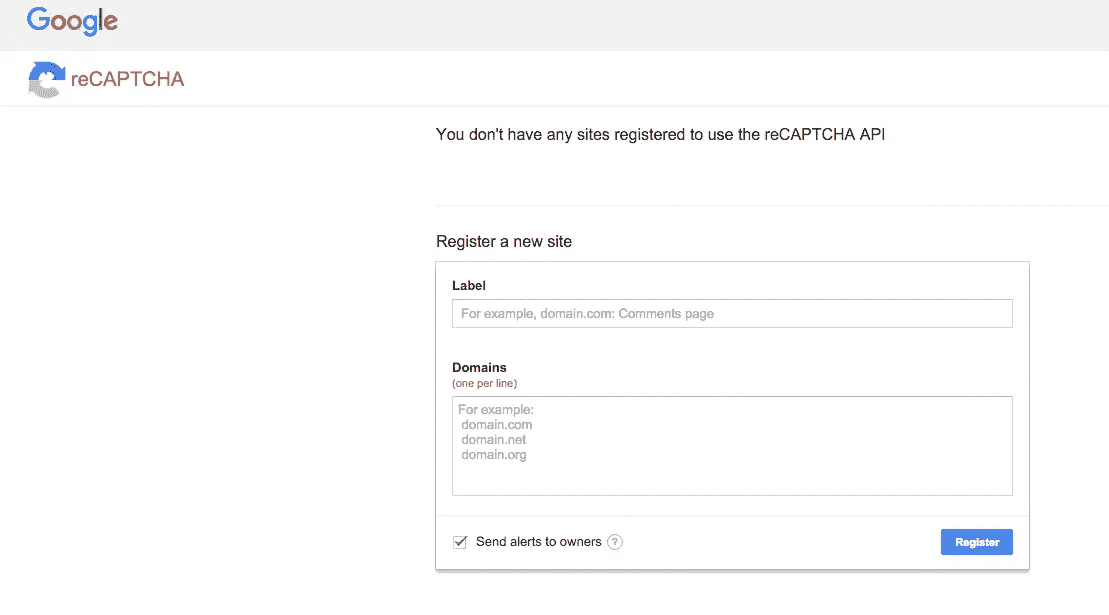 Google
reCAPTCHA
You don't have any sites registered to use the reCAPTCHA API
Register a new site
Label
For example, domain.com: Comments page
Domains
(one per line)
For example:
domain.com
domain.net
domain.org
Send alerts to owners ?
Register